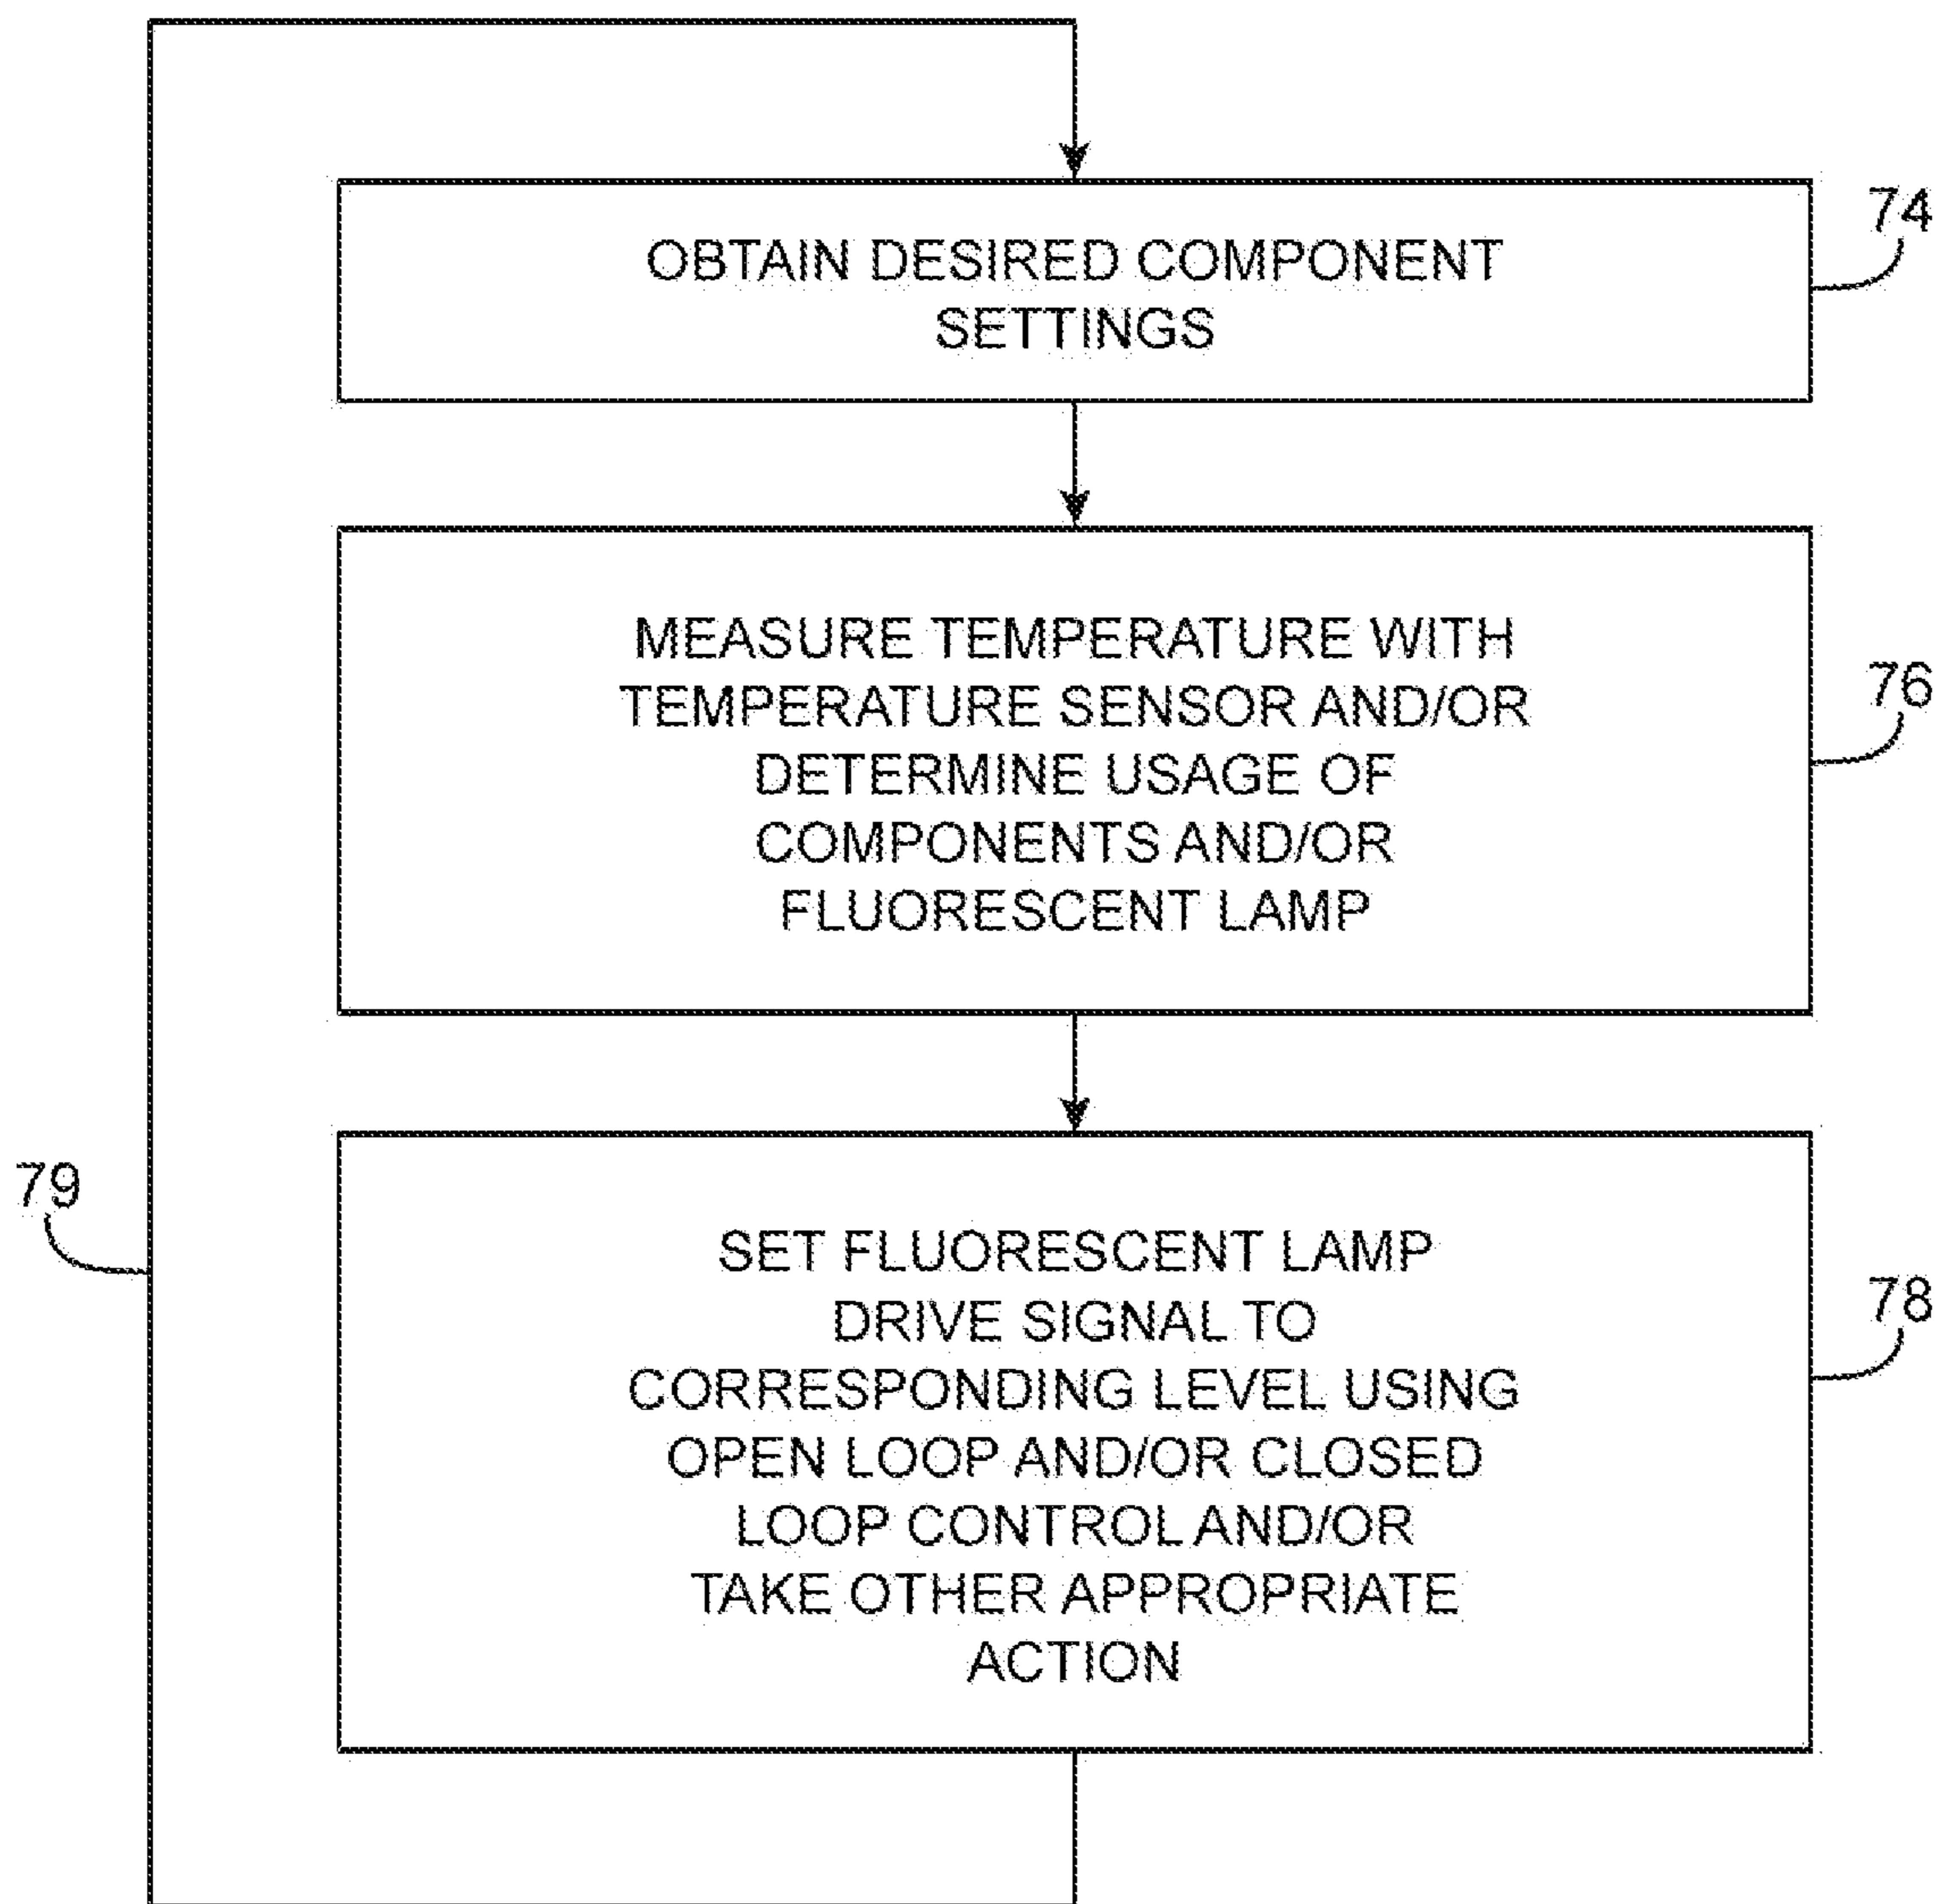 OBTAIN DESIRED COMPONENT
SETTINGS
74
MEASURE TEMPERATURE WITH
TEMPERATURE SENSOR AND/OR
DETERMINE USAGE OF
COMPONENTS AND/OR
FLUORESCENT LAMP
76
79
SET FLUORESCENT LAMP
DRIVE SIGNAL TO
CORRESPONDING LEVEL USING
OPEN LOOP AND/OR CLOSED
LOOP CONTROL AND/OR
TAKE OTHER APPROPRIATE
ACTION
78